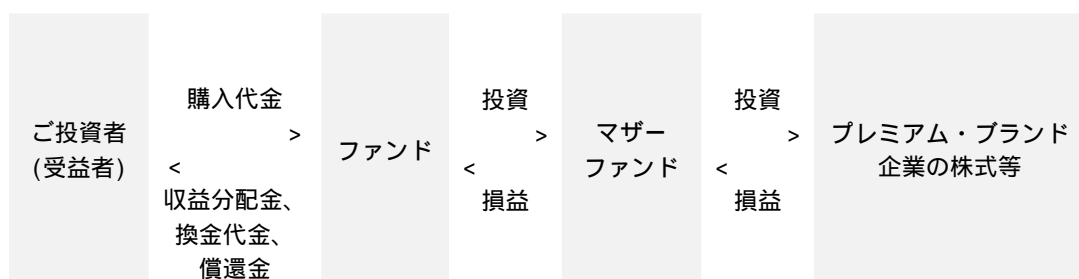 ご投資者
(受益者)
購入代金
>
<
収益分配金、
換金代金、
償還金
ファンド
投資
>
<
損益
マザー
ファンド
投資
>
<
損益
プレミアム・ブランド
企業の株式等